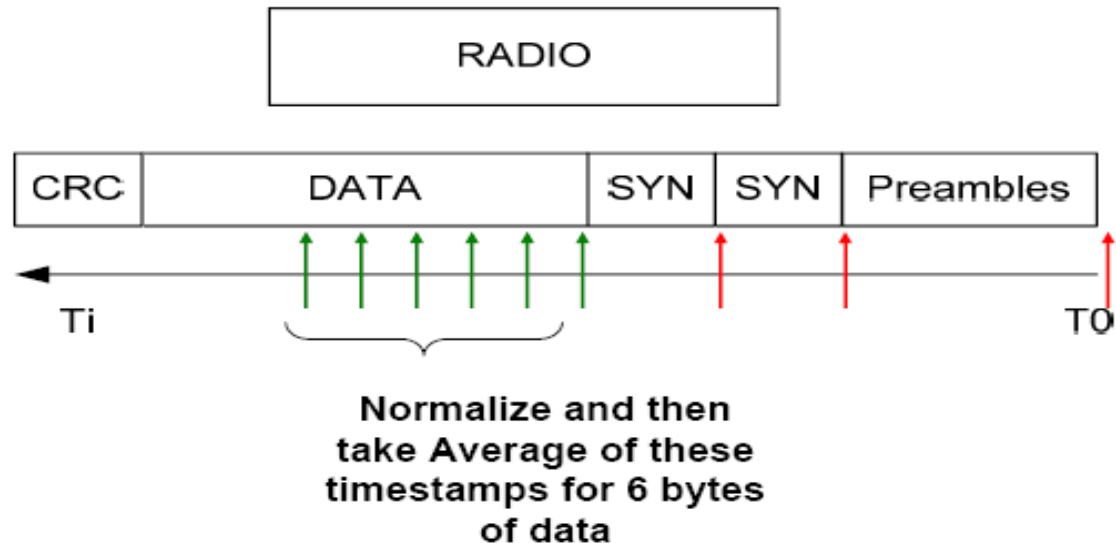 RADIO
CRC DATA SYN SYN Preambles
Ti T0
Normalize and then
take Average of these
timestamps for 6 bytes
of data